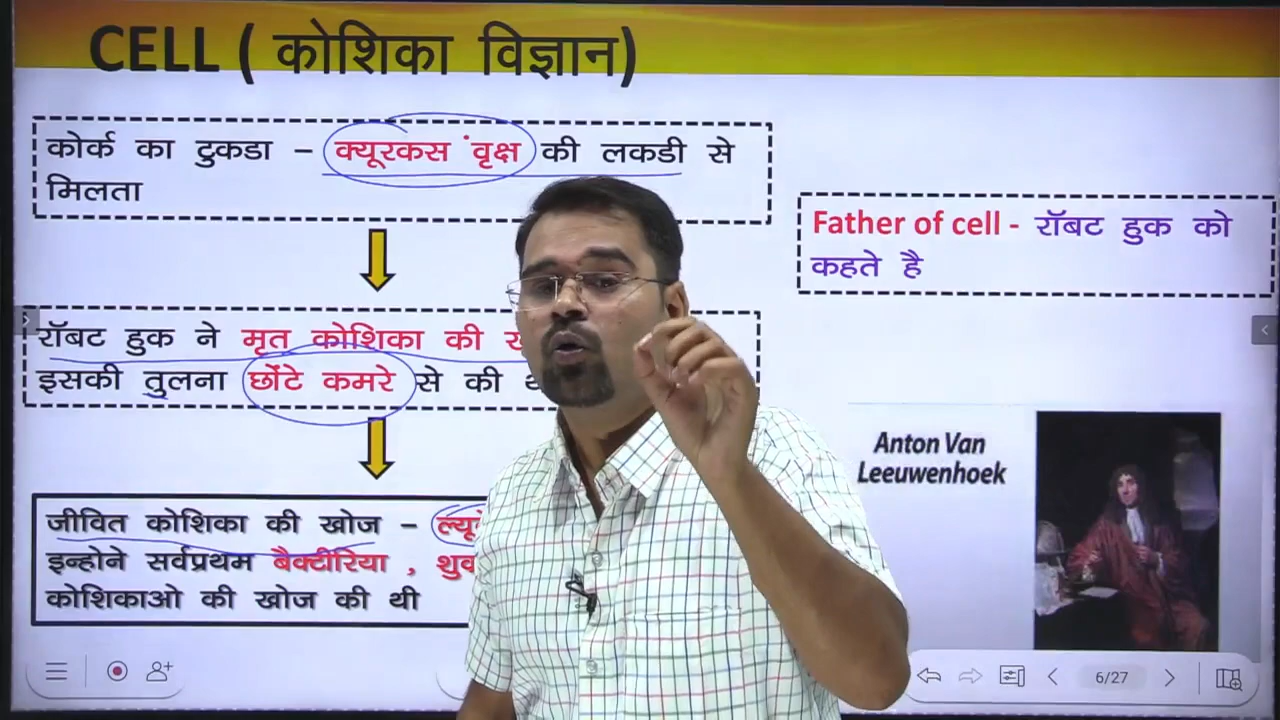 CELL ( कोशिका विज्ञान)
कोर्क का टुकडा – क्यूरकस वृक्ष की लकडी से
मिलता
Father of cell - रॉबट हुक को
कहते है
रॉबट हुक ने मृत कोशिका की
इसकी तुलना छोंटे कमरे से की
Anton Van
Leeuwenhoek
जीवित कोशिका की खोज –
इन्होने सर्वप्रथम बैक्टीरिया ,
कोशिकाओ की खोज की थी
6/27